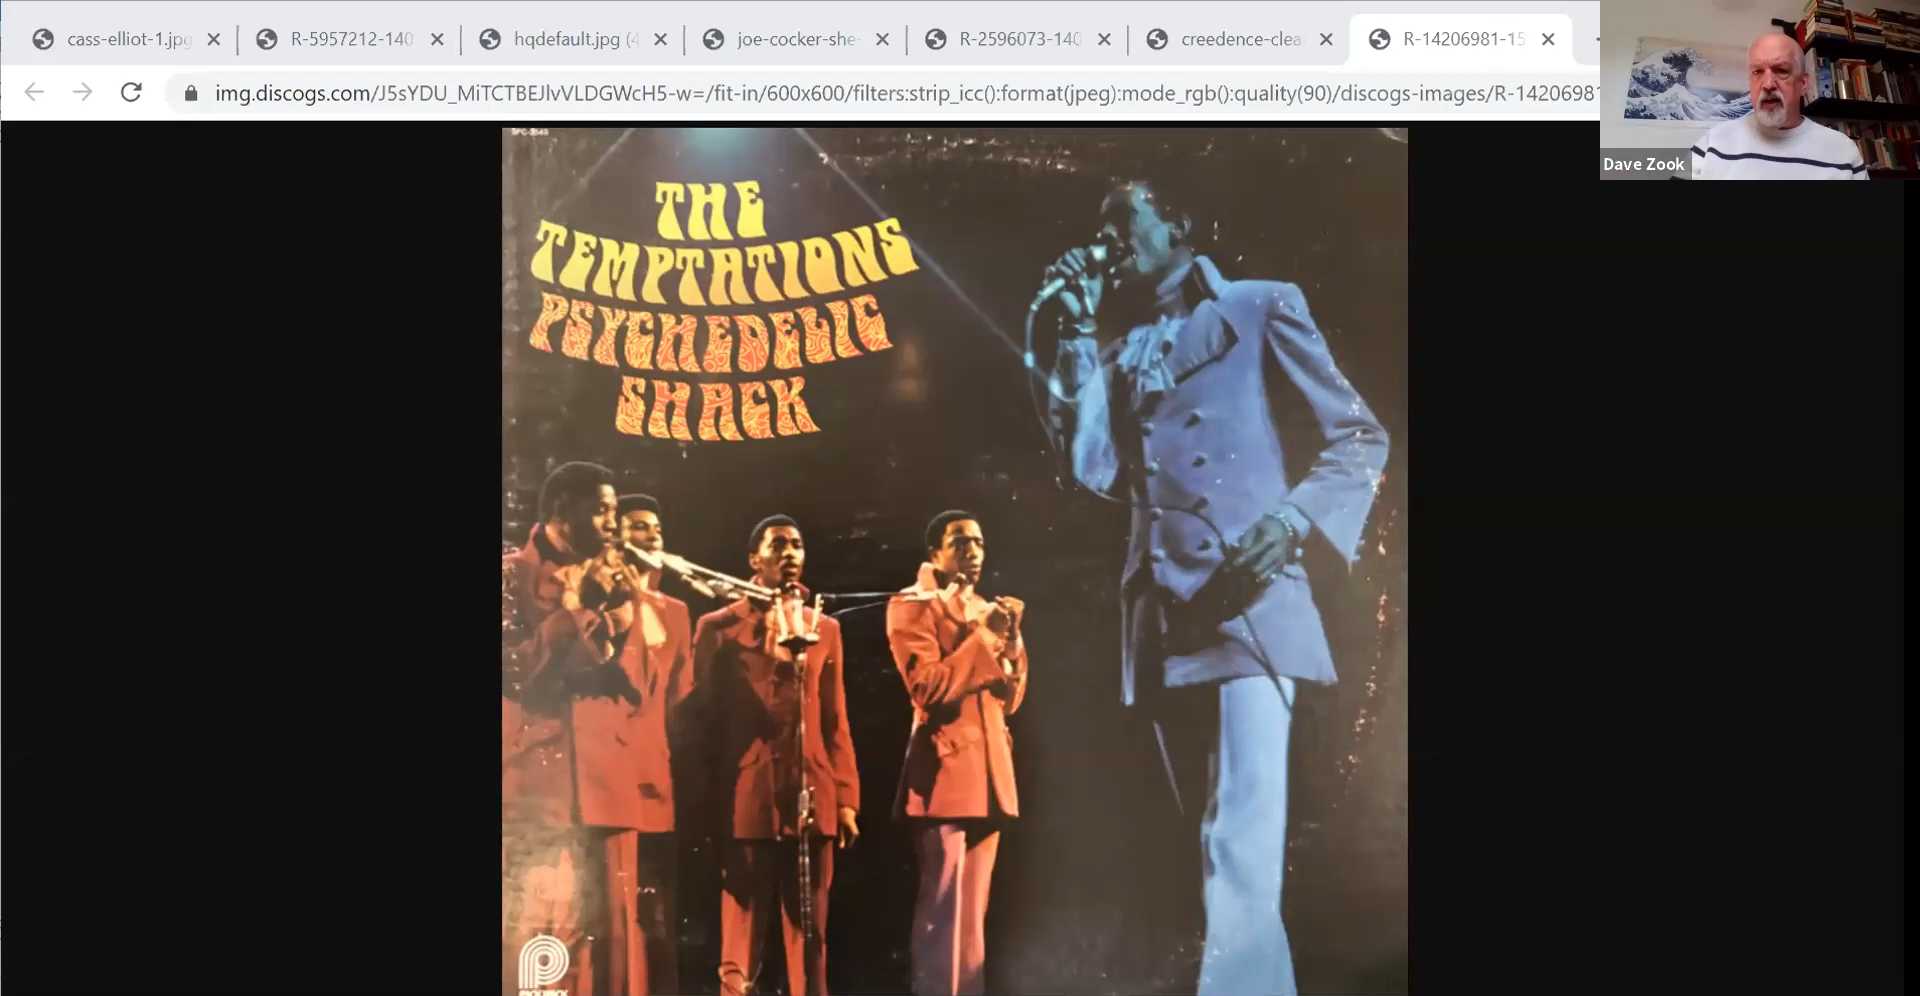 cass-elliot-1.jpg
R-5957212-140
hqdefault.jpg (4
joe-cocker-she-
R-2596073-140
creedence-clea
R-14206981-15
img.discogs.com/J5sYDU_MiTCTBEJlvVLDGWcH5-w=/fit-in/600x600/filters:strip_icc():format(jpeg):mode_rgb():quality(90)/discogs-images/R-1420698
Dave Zook
THE
TEMPTATIONS
PSYCHEDELIC
SHACK
P